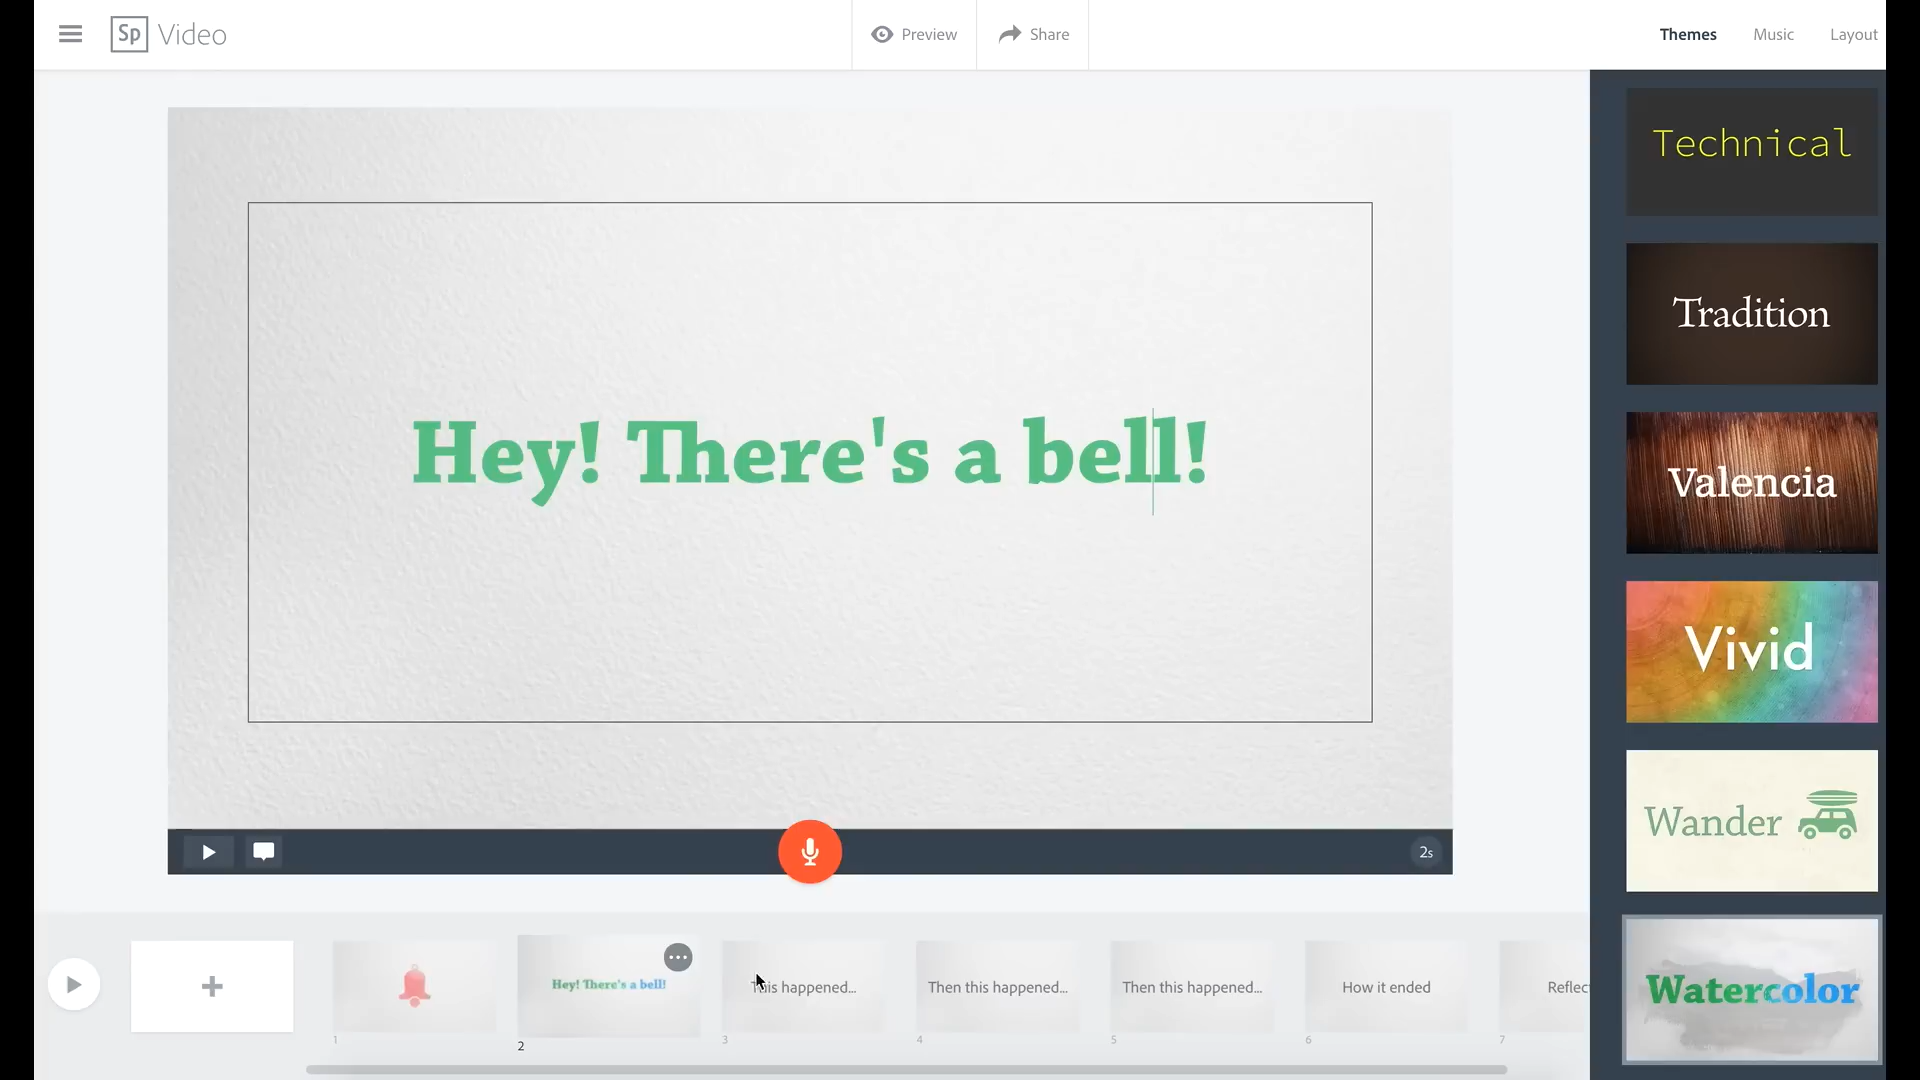 Sp Video
Preview
Share
Themes
Music
Layout
Technical
Tradition
Valencia
Vivid
Wander
Watercolor
Hey! There's a bell!
2s
Hey! There's a bell!
This happened...
Then this happened...
Then this happened...
How it ended
Reflec
1
2
3
4
5
6
7